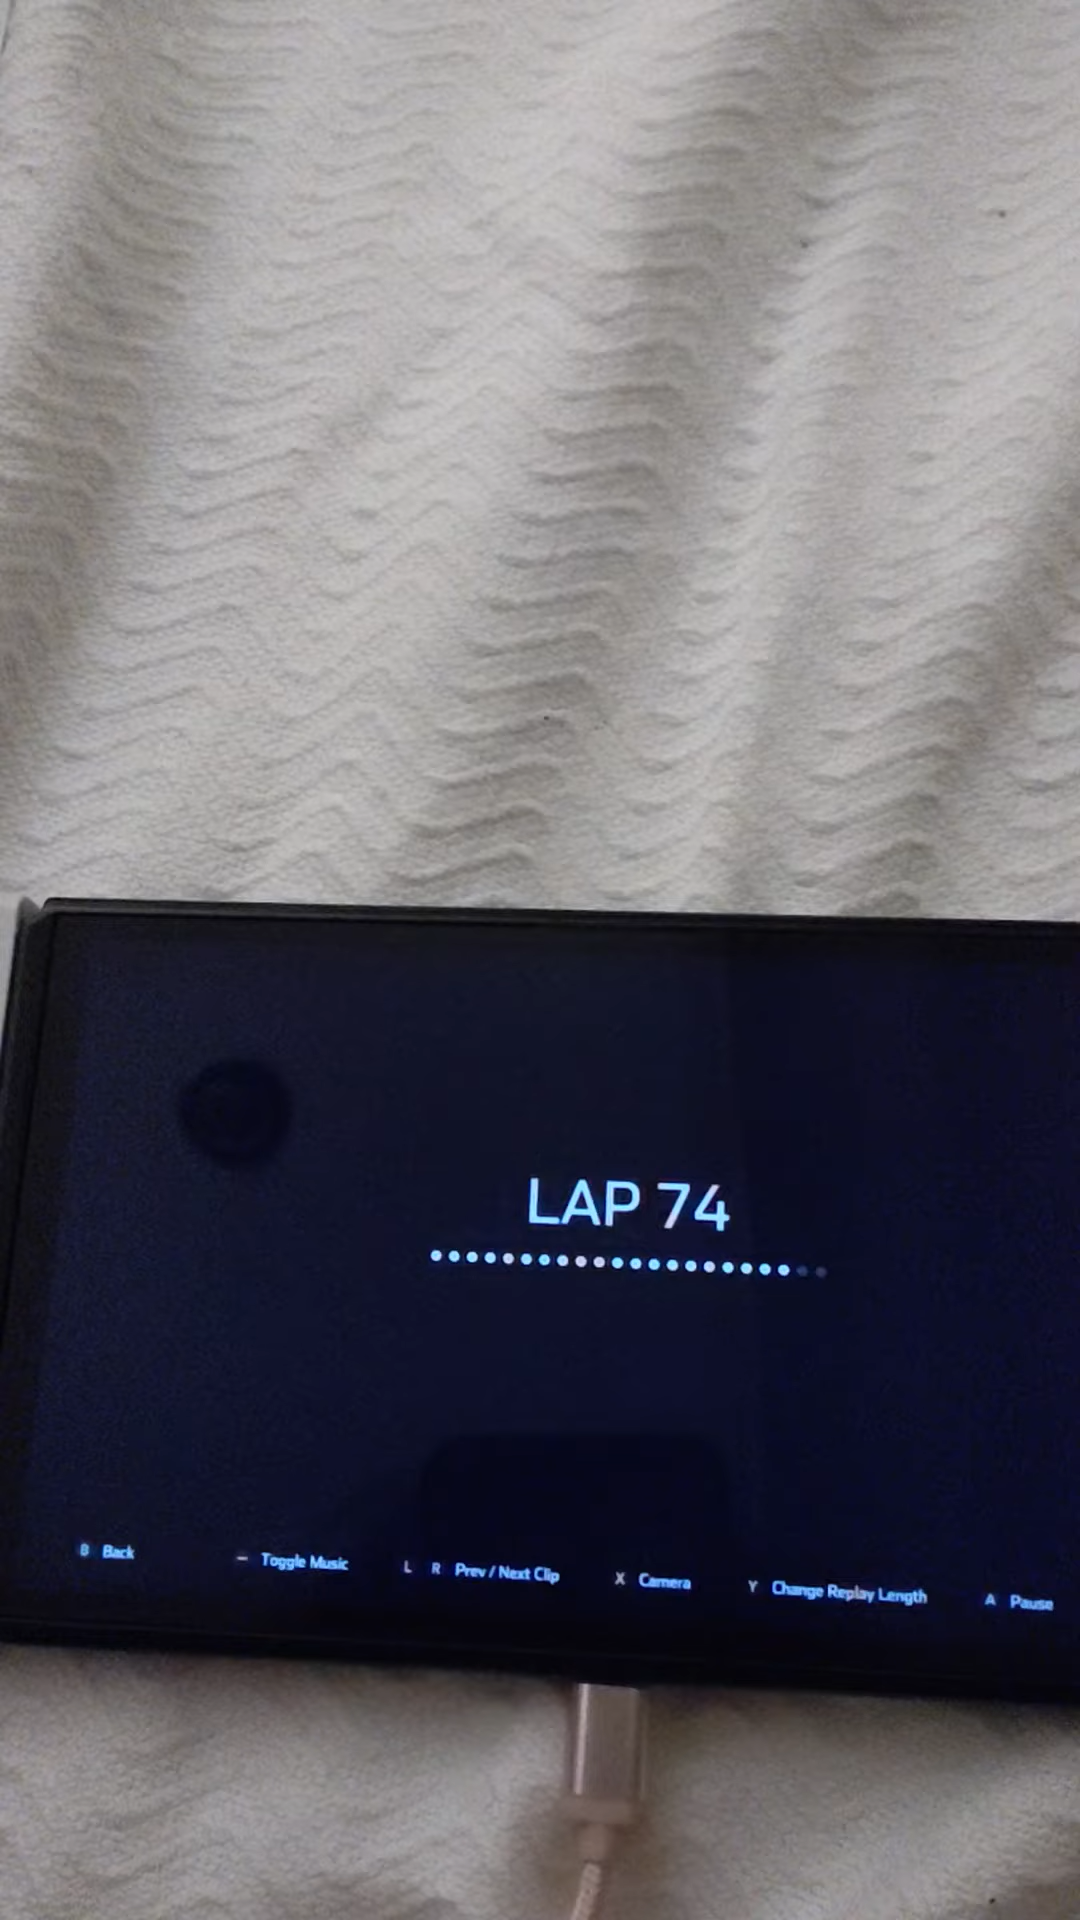 LAP 74
B Back – Toggle Music L R Prev / Next Clip X Camera Y Change Replay Length A Pause